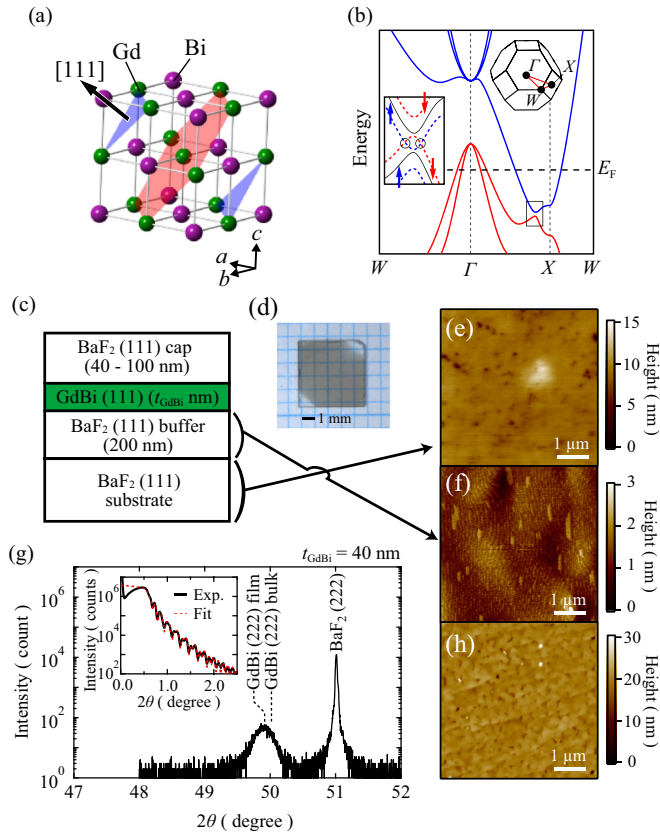 (a)
Gd
Bi
[111]
c
a
b
(b)
Energy
Γ
X
W
E_F
W
Γ
X
W
(c)
BaF₂ (111) cap
(40 - 100 nm)
GdBi (111) (t_GdBi nm)
BaF₂ (111) buffer
(200 nm)
BaF₂ (111)
substrate
(d)
1 mm
(e)
1 μm
15
10
5
0
Height (nm)
(f)
1 μm
3
2
1
0
Height (nm)
(g)
t_GdBi = 40 nm
Intensity ( count )
10⁶
10⁴
10²
10⁰
47
48
49
50
51
52
2θ ( degree )
GdBi (222) film
GdBi (222) bulk
BaF₂ (222)
Intensity ( counts )
10⁶
10⁴
10²
0.0
1.0
2.0
2θ ( degree )
Exp.
Fit
(h)
1 μm
30
20
10
0
Height (nm)